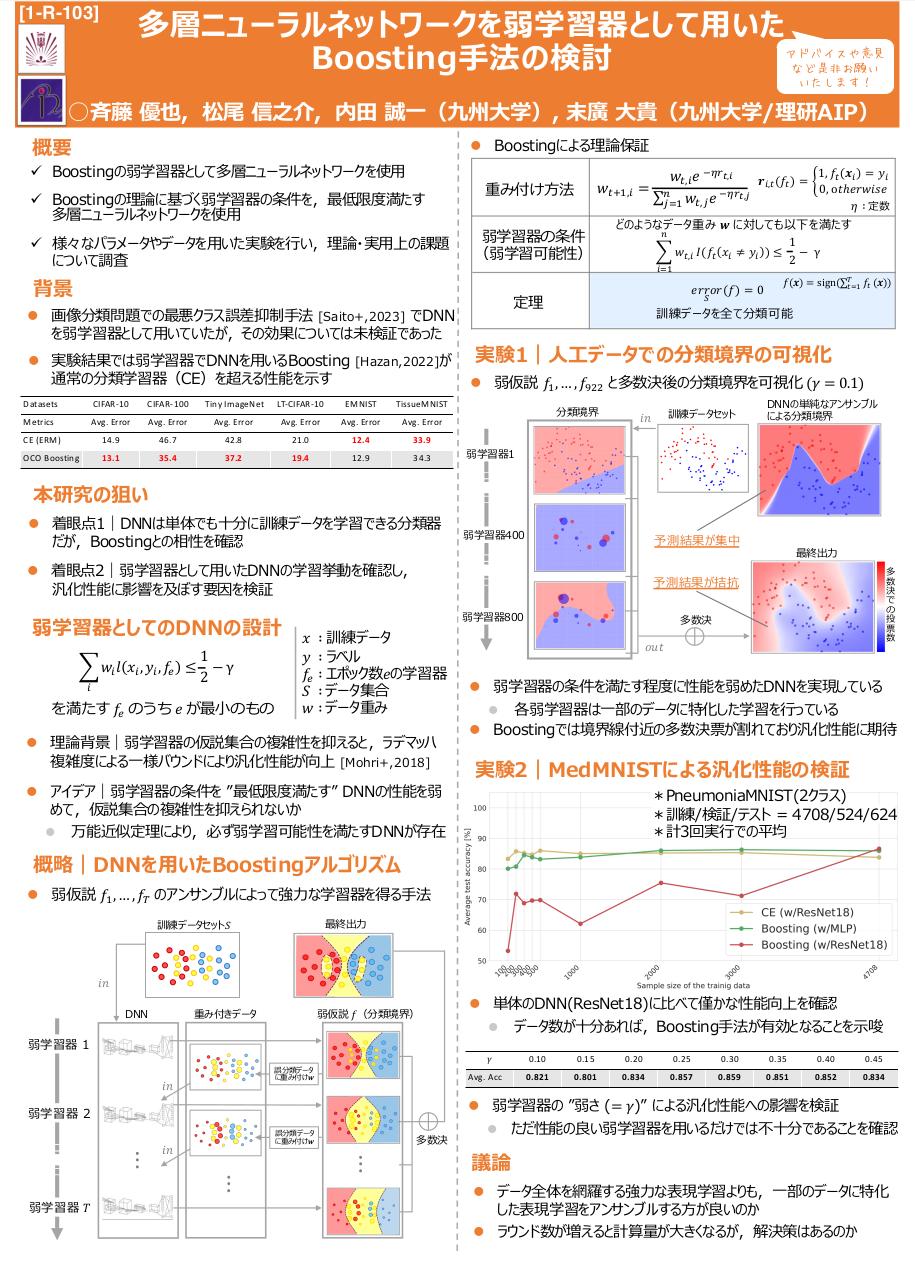 [1-R-103]
多層ニューラルネットワークを弱学習器として用いた
Boosting手法の検討
アドバイスや意見
など是非お願い
いたします！
○斉藤 優也，松尾 信之介，内田 誠一（九州大学）, 末廣 大貴（九州大学/理研AIP）
概要
✓ Boostingの弱学習器として多層ニューラルネットワークを使用
✓ Boostingの理論に基づく弱学習器の条件を，最低限度満たす
多層ニューラルネットワークを使用
✓ 様々なパラメータやデータを用いた実験を行い，理論・実用上の課題
について調査
背景
● 画像分類問題での最悪クラス誤差抑制手法 [Saito+,2023] でDNN
を弱学習器として用いていたが，その効果については未検証であった
● 実験結果では弱学習器でDNNを用いるBoosting [Hazan,2022]が
通常の分類学習器（CE）を超える性能を示す
Datasets CIFAR-10 CIFAR-100 Tiny ImageNet LT-CIFAR-10 EMNIST TissueMNIST
Metrics Avg. Error Avg. Error Avg. Error Avg. Error Avg. Error Avg. Error
CE (ERM) 14.9 46.7 42.8 21.0 12.4 33.9
OCO Boosting 13.1 35.4 37.2 19.4 12.9 34.3
本研究の狙い
● 着眼点1｜DNNは単体でも十分に訓練データを学習できる分類器
だが，Boostingとの相性を確認
● 着眼点2｜弱学習器として用いたDNNの学習挙動を確認し，
汎化性能に影響を及ぼす要因を検証
弱学習器としてのDNNの設計
∑_i w_i l(x_i, y_i, f_e) ≤ 1/2 − γ
を満たす f_e のうち e が最小のもの
x：訓練データ
y：ラベル
f_e：エポック数eの学習器
S：データ集合
w：データ重み
● 理論背景｜弱学習器の仮説集合の複雑性を抑えると，ラデマッハ
複雑度による一様バウンドにより汎化性能が向上 [Mohri+,2018]
● アイデア｜弱学習器の条件を ”最低限度満たす” DNNの性能を弱
めて，仮説集合の複雑性を抑えられないか
● 万能近似定理により，必ず弱学習可能性を満たすDNNが存在
概略｜DNNを用いたBoostingアルゴリズム
● 弱仮説 f_1, … , f_T のアンサンブルによって強力な学習器を得る手法
訓練データセットS
最終出力
in
DNN
重み付きデータ
弱仮説 f（分類境界）
弱学習器 1
誤分類データ
に重み付けw
in
弱学習器 2
誤分類データ
に重み付けw
in
多数決
弱学習器 T
● Boostingによる理論保証
重み付け方法
w_{t+1,i} = w_{t,i}e^{−ηr_{t,i}} / ∑_{j=1}^{n} w_{t,j}e^{−ηr_{t,j}}
r_{i,t}(f_t) = {1, f_t(x_i) = y_i
0, otherwise
η：定数
弱学習器の条件
（弱学習可能性）
どのようなデータ重み w に対しても以下を満たす
∑_{i=1}^{n} w_{t,i} I(f_t(x_i ≠ y_i)) ≤ 1/2 − γ
定理
error_S(f) = 0
f(x) = sign(∑_{t=1}^{T} f_t (x))
訓練データを全て分類可能
実験1｜人工データでの分類境界の可視化
● 弱仮説 f_1, … , f_922 と多数決後の分類境界を可視化 (γ = 0.1)
分類境界
in
訓練データセット
DNNの単純なアンサンブル
による分類境界
弱学習器1
弱学習器400
予測結果が集中
最終出力
予測結果が拮抗
弱学習器800
多数決
out
多数決での投票数
● 弱学習器の条件を満たす程度に性能を弱めたDNNを実現している
● 各弱学習器は一部のデータに特化した学習を行っている
● Boostingでは境界線付近の多数決票が割れており汎化性能に期待
実験2｜MedMNISTによる汎化性能の検証
＊PneumoniaMNIST(2クラス)
＊訓練/検証/テスト = 4708/524/624
＊計3回実行での平均
Average test accuracy [%]
100
90
80
70
60
50
CE (w/ResNet18)
Boosting (w/MLP)
Boosting (w/ResNet18)
100 200 300 400 500 1000 2000 3000 4708
Sample size of the trainig data
● 単体のDNN(ResNet18)に比べて僅かな性能向上を確認
● データ数が十分あれば，Boosting手法が有効となることを示唆
γ 0.10 0.15 0.20 0.25 0.30 0.35 0.40 0.45
Avg. Acc 0.821 0.801 0.834 0.857 0.859 0.851 0.852 0.834
● 弱学習器の ”弱さ (= γ)” による汎化性能への影響を検証
● ただ性能の良い弱学習器を用いるだけでは不十分であることを確認
議論
● データ全体を網羅する強力な表現学習よりも，一部のデータに特化
した表現学習をアンサンブルする方が良いのか
● ラウンド数が増えると計算量が大きくなるが，解決策はあるのか